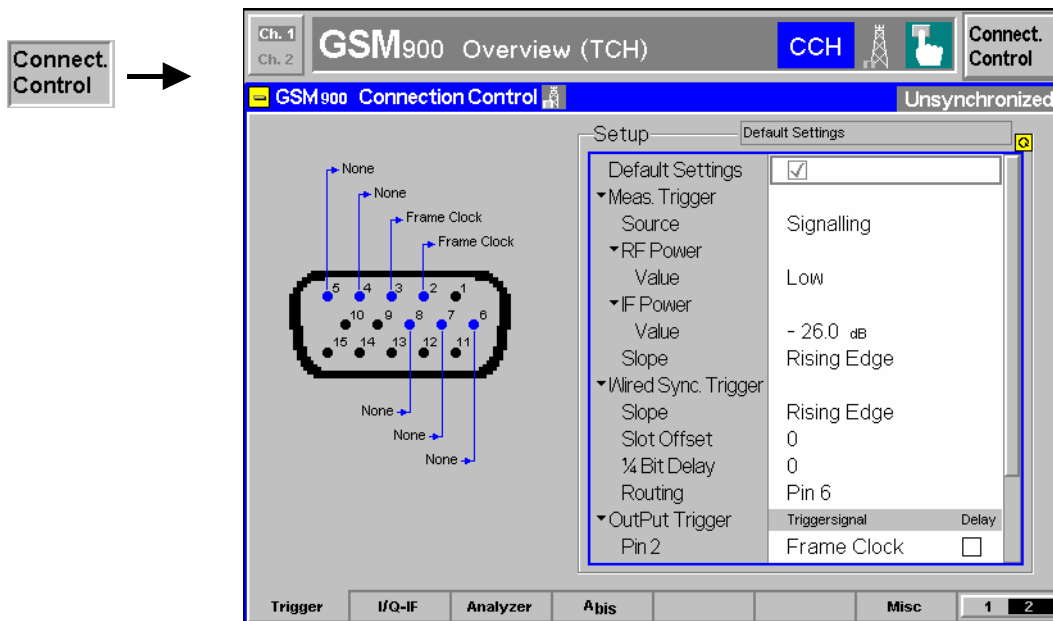 Connect.
Control
Ch. 1
Ch. 2
GSM900 Overview (TCH)
CCH
Connect.
Control
GSM900 Connection Control
Unsynchronized
None
None
Frame Clock
Frame Clock
5 4 3 2 1
10 9 8 7 6
15 14 13 12 11
None
None
None
Setup
Default Settings
Default Settings
Meas. Trigger
Source Signalling
RF Power
Value Low
IF Power
Value - 26.0 dB
Slope Rising Edge
Wired Sync. Trigger
Slope Rising Edge
Slot Offset 0
¼ Bit Delay 0
Routing Pin 6
OutPut Trigger Triggersignal Delay
Pin 2 Frame Clock
Trigger I/Q-IF Analyzer Abis Misc 1 2